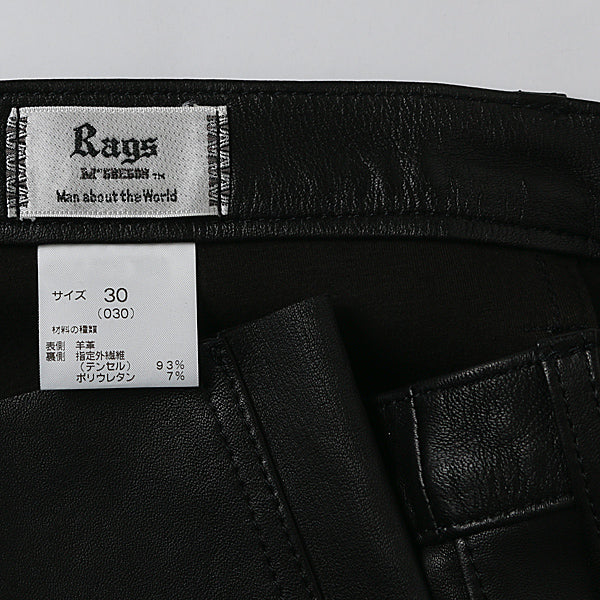 Rags
McGREGOR TM
Man about the World
サイズ 30
(030)
材料の種類
表側 羊革
裏側 指定外繊維
(テンセル) 93%
ポリウレタン 7%